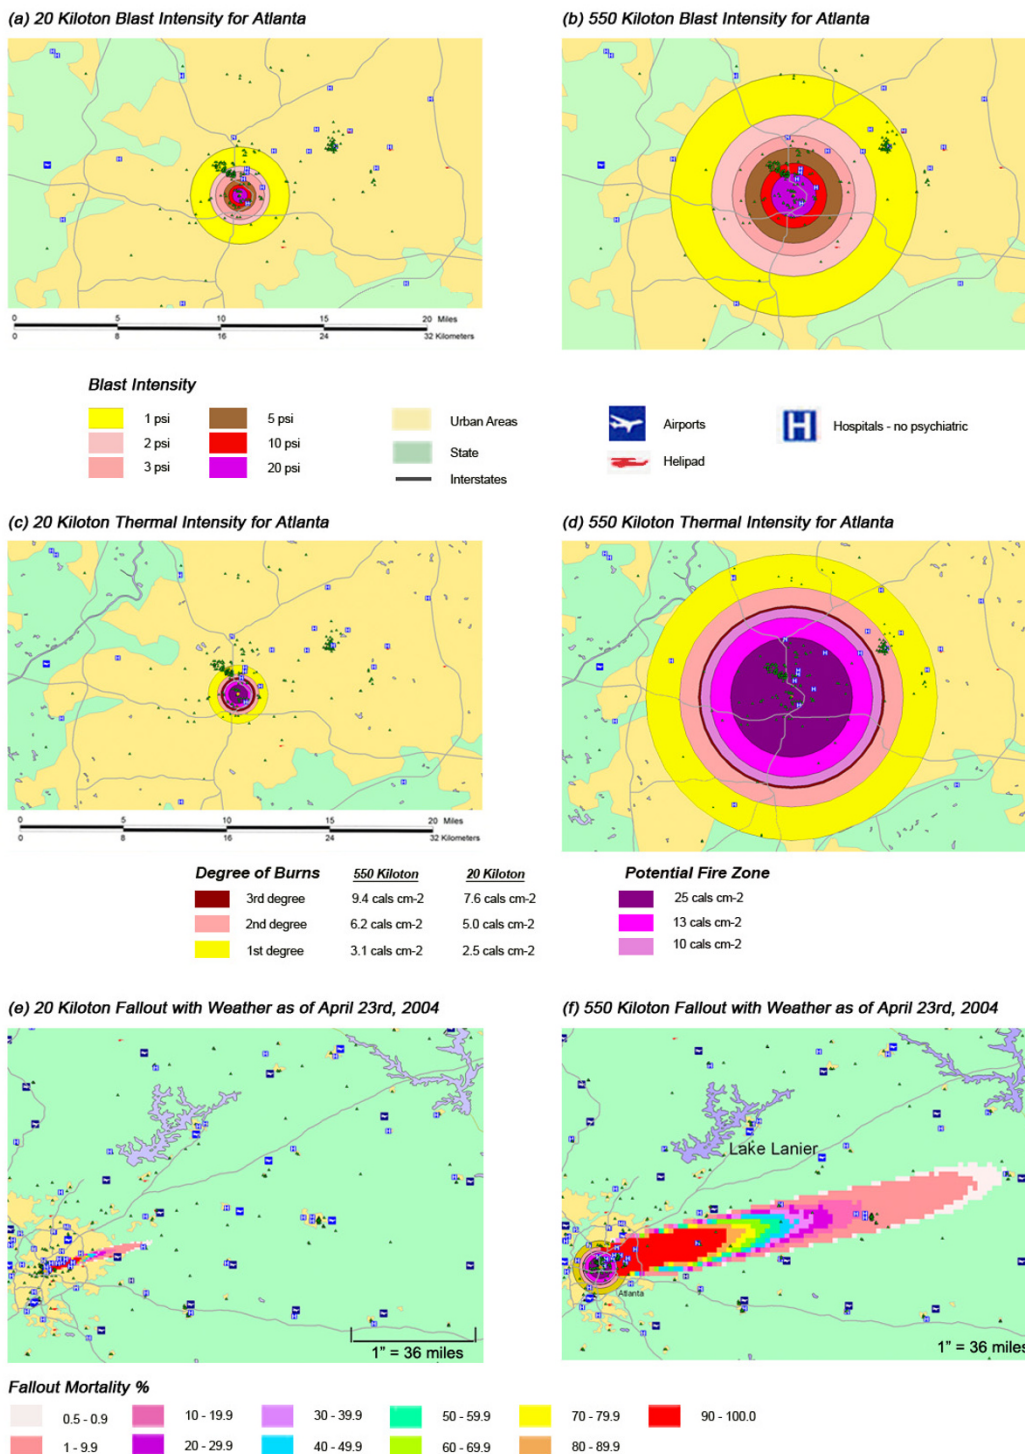 (a) 20 Kiloton Blast Intensity for Atlanta
(b) 550 Kiloton Blast Intensity for Atlanta
0 5 10 15 20 Miles
0 8 16 24 32 Kilometers
Blast Intensity
1 psi
5 psi
2 psi
10 psi
3 psi
20 psi
Urban Areas
State
Interstates
Airports
Helipad
H Hospitals - no psychiatric
(c) 20 Kiloton Thermal Intensity for Atlanta
(d) 550 Kiloton Thermal Intensity for Atlanta
0 5 10 15 20 Miles
0 8 16 24 32 Kilometers
Degree of Burns 550 Kiloton 20 Kiloton
3rd degree 9.4 cals cm-2 7.6 cals cm-2
2nd degree 6.2 cals cm-2 5.0 cals cm-2
1st degree 3.1 cals cm-2 2.5 cals cm-2
Potential Fire Zone
25 cals cm-2
13 cals cm-2
10 cals cm-2
(e) 20 Kiloton Fallout with Weather as of April 23rd, 2004
(f) 550 Kiloton Fallout with Weather as of April 23rd, 2004
1" = 36 miles
Lake Lanier
Atlanta
1" = 36 miles
Fallout Mortality %
0.5 - 0.9 10 - 19.9 30 - 39.9 50 - 59.9 70 - 79.9 90 - 100.0
1 - 9.9 20 - 29.9 40 - 49.9 60 - 69.9 80 - 89.9